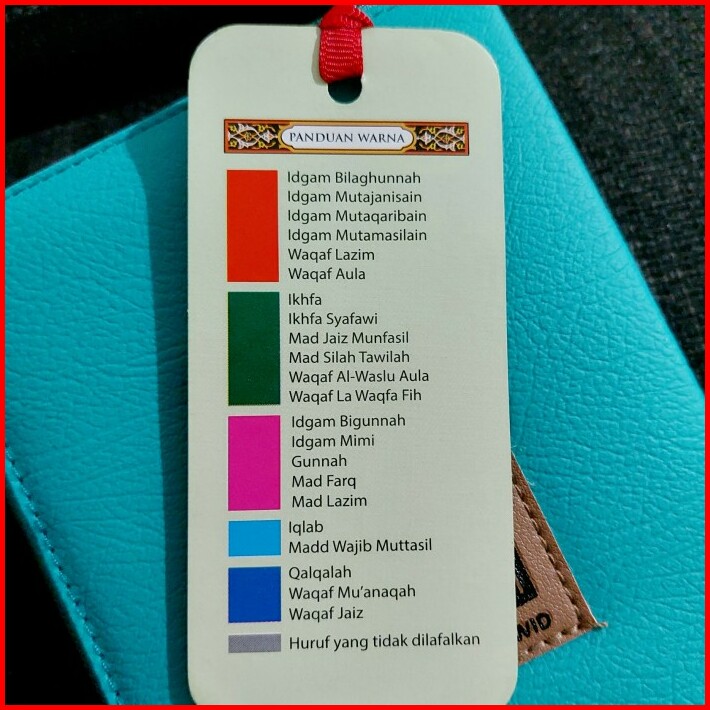 PANDUAN WARNA
Idgam Bilaghunnah
Idgam Mutajanisain
Idgam Mutaqaribain
Idgam Mutamasilain
Waqaf Lazim
Waqaf Aula
Ikhfa
Ikhfa Syafawi
Mad Jaiz Munfasil
Mad Silah Tawilah
Waqaf Al-Waslu Aula
Waqaf La Waqfa Fih
Idgam Bigunnah
Idgam Mimi
Gunnah
Mad Farq
Mad Lazim
Iqlab
Madd Wajib Muttasil
Qalqalah
Waqaf Mu’anaqah
Waqaf Jaiz
Huruf yang tidak dilafalkan